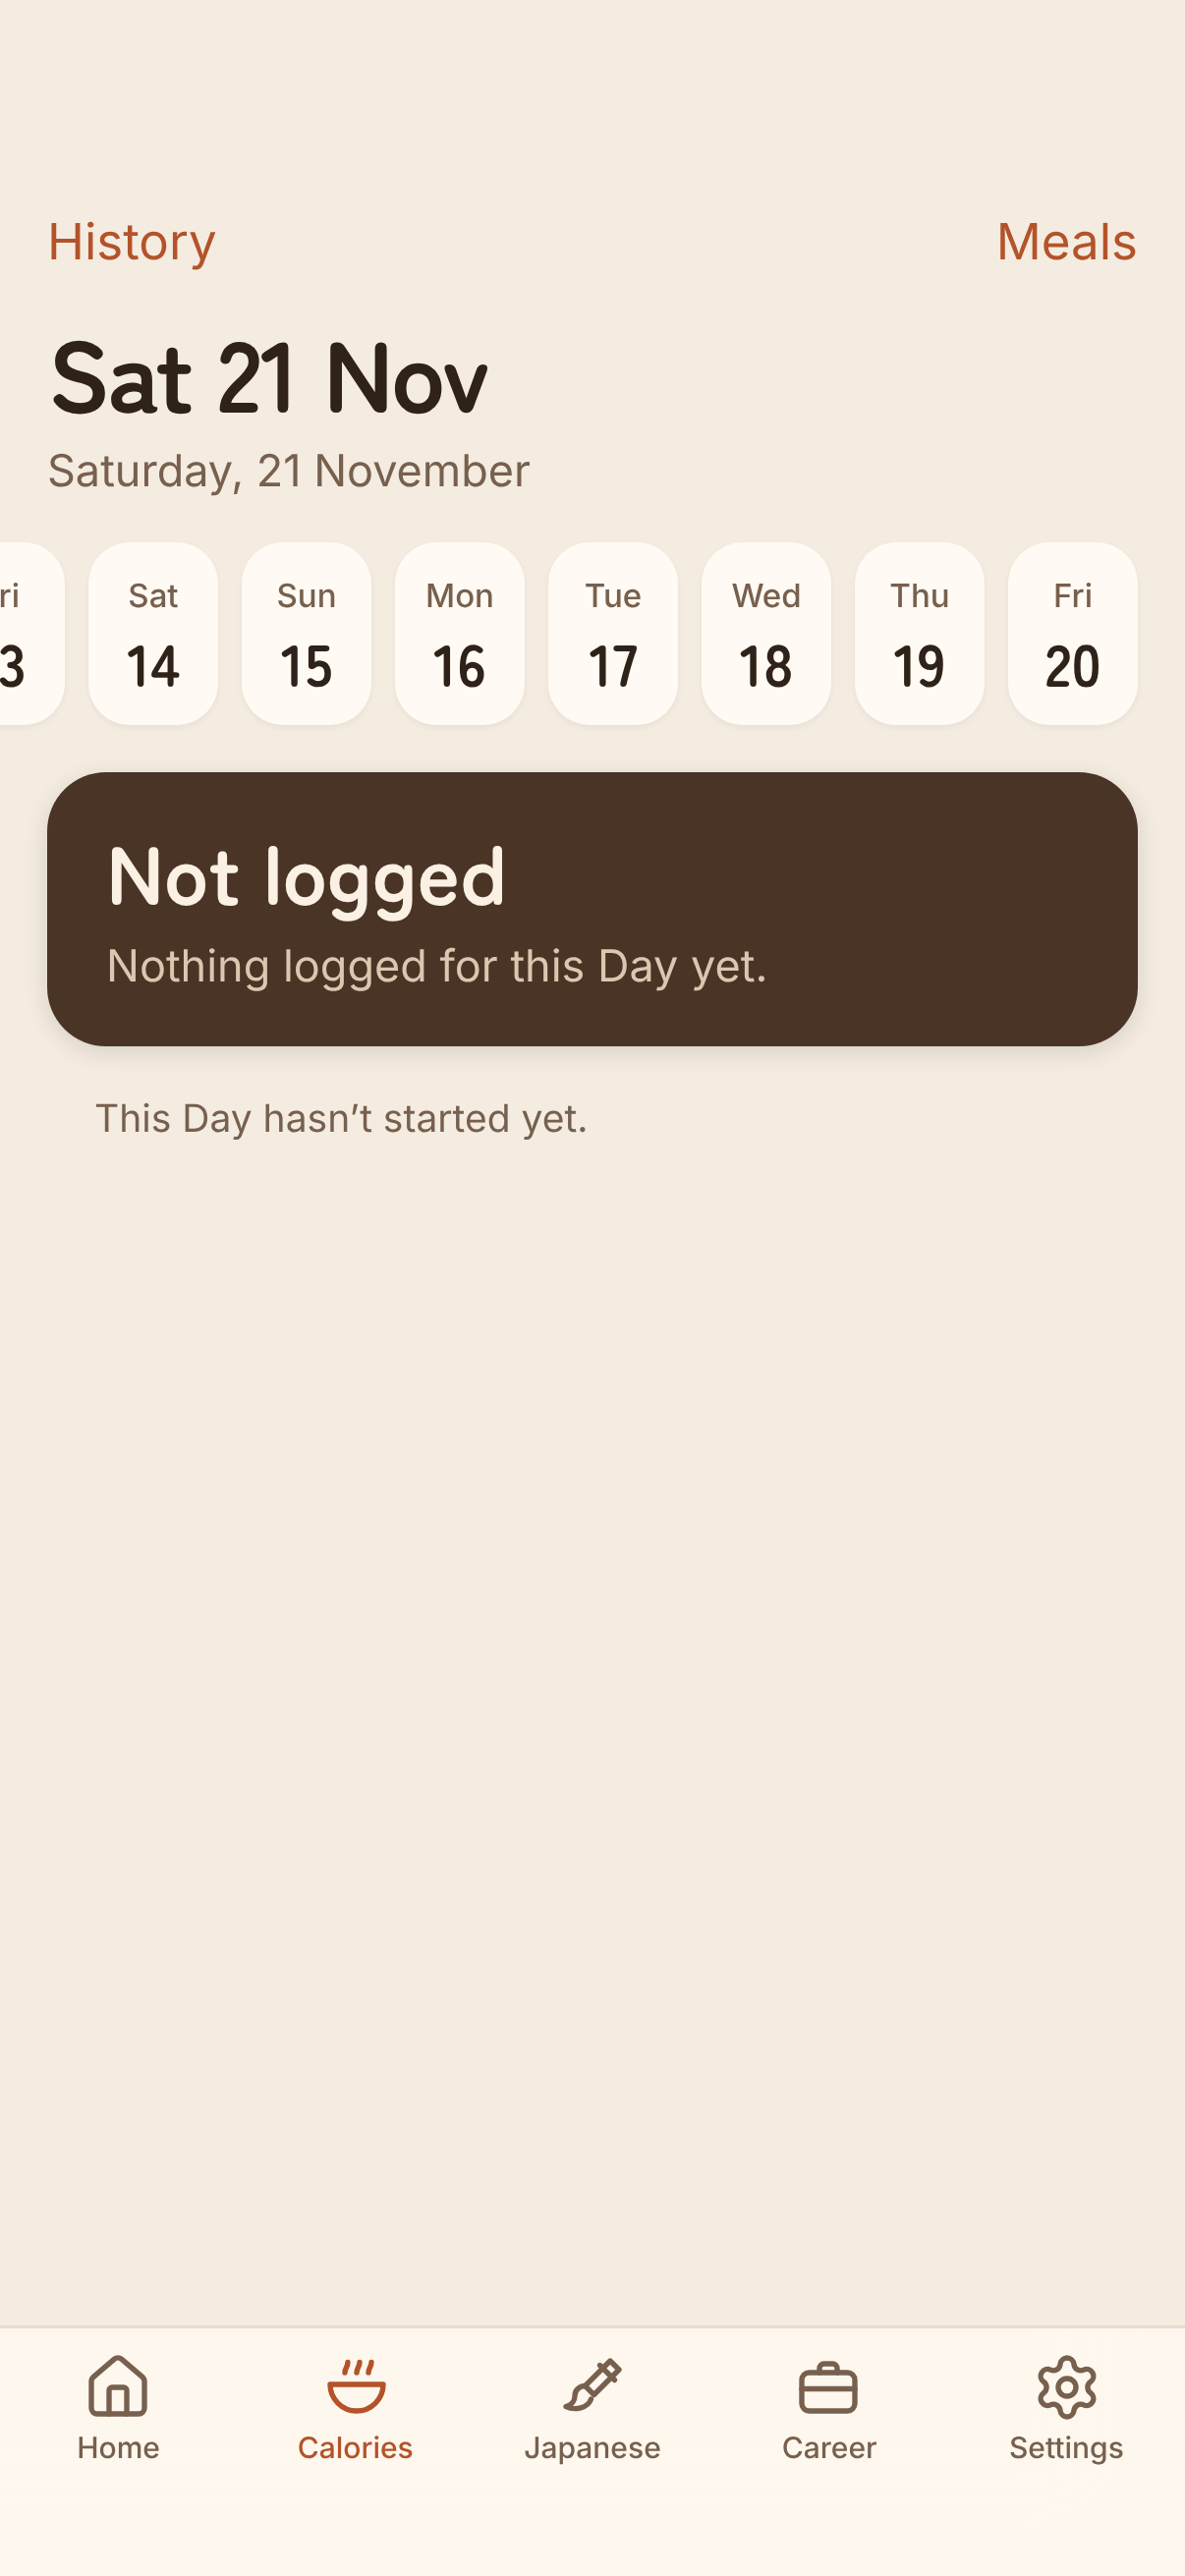 History
Meals
Sat 21 Nov
Saturday, 21 November
ri Sat Sun Mon Tue Wed Thu Fri
3 14 15 16 17 18 19 20
Not logged
Nothing logged for this Day yet.
This Day hasn’t started yet.
Home Calories Japanese Career Settings